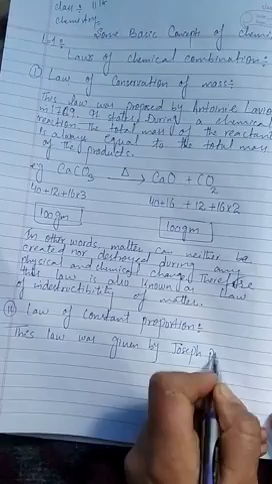 class: 11th
chemistry
Some Basic Concepts of Chemi
Laws of chemical combination:
(I) Law of Conservation of mass:
This law was proposed by Antoine Lavio
in 1789. It states, During a chemical
reaction. The total mass of the reactan
is always equal to the total mass
of the products.
eg CaCO3 Δ → CaO + CO2
40+12+16×3 40+16 + 12+16×2
100gm 100gm
In other words, matter can neither be
created nor destroyed during any
physical and chemical change. Therefore
this law is also known as Law
of indestructibility of matter.
(II) Law of Constant proportion:
This law was given by Joseph